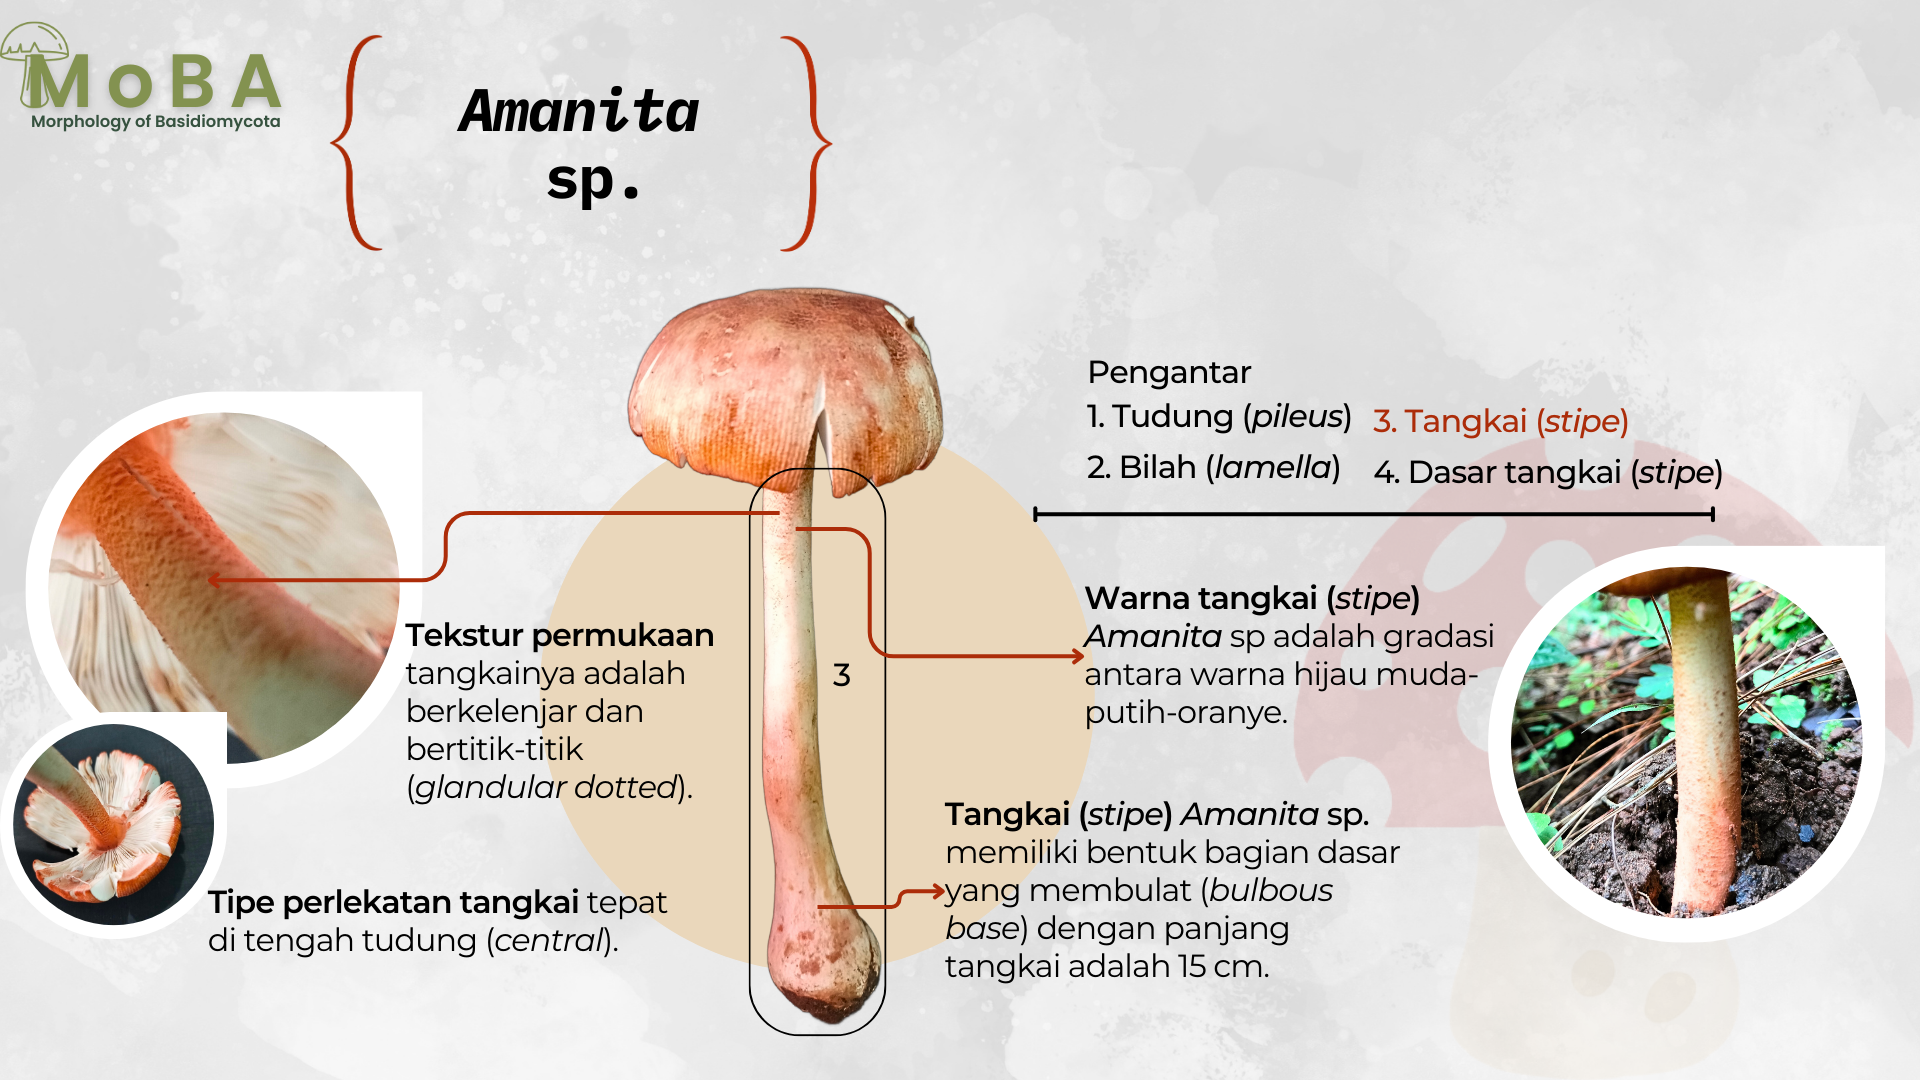 MoBA
Morphology of Basidiomycota
Amanita
sp.
Pengantar
1. Tudung (pileus)
2. Bilah (lamella)
3. Tangkai (stipe)
4. Dasar tangkai (stipe)
Tekstur permukaan
tangkainya adalah
berkelenjar dan
bertitik-titik
(glandular dotted).
3
Warna tangkai (stipe)
Amanita sp adalah gradasi
antara warna hijau muda-
putih-oranye.
Tipe perlekatan tangkai tepat
di tengah tudung (central).
Tangkai (stipe) Amanita sp.
memiliki bentuk bagian dasar
yang membulat (bulbous
base) dengan panjang
tangkai adalah 15 cm.